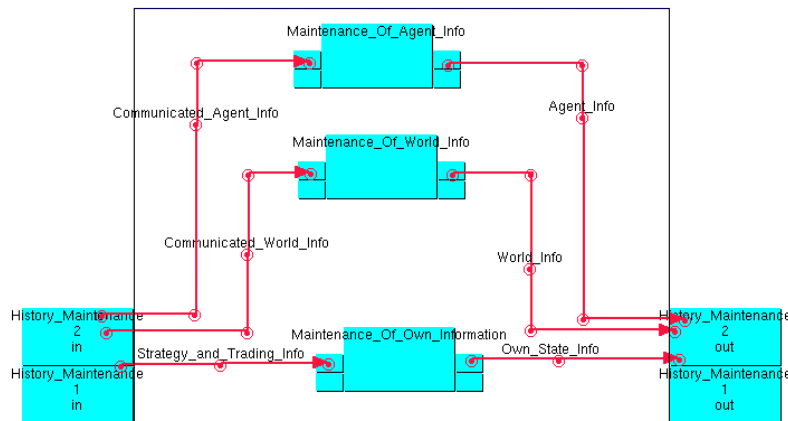 Maintenance_Of_Agent_Info
Communicated_Agent_Info
Agent_Info
Maintenance_Of_World_Info
Communicated_World_Info
World_Info
History_Maintenance
2
in
History_Maintenance
2
out
Maintenance_Of_Own_Information
Strategy_and_Trading_Info
Own_State_Info
History_Maintenance
1
in
History_Maintenance
1
out